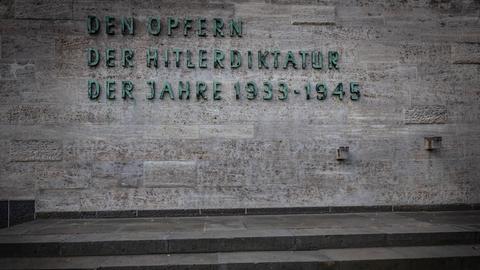 DEN OPFERN
DER HITLERDIKTATUR
DER JAHRE 1933-1945